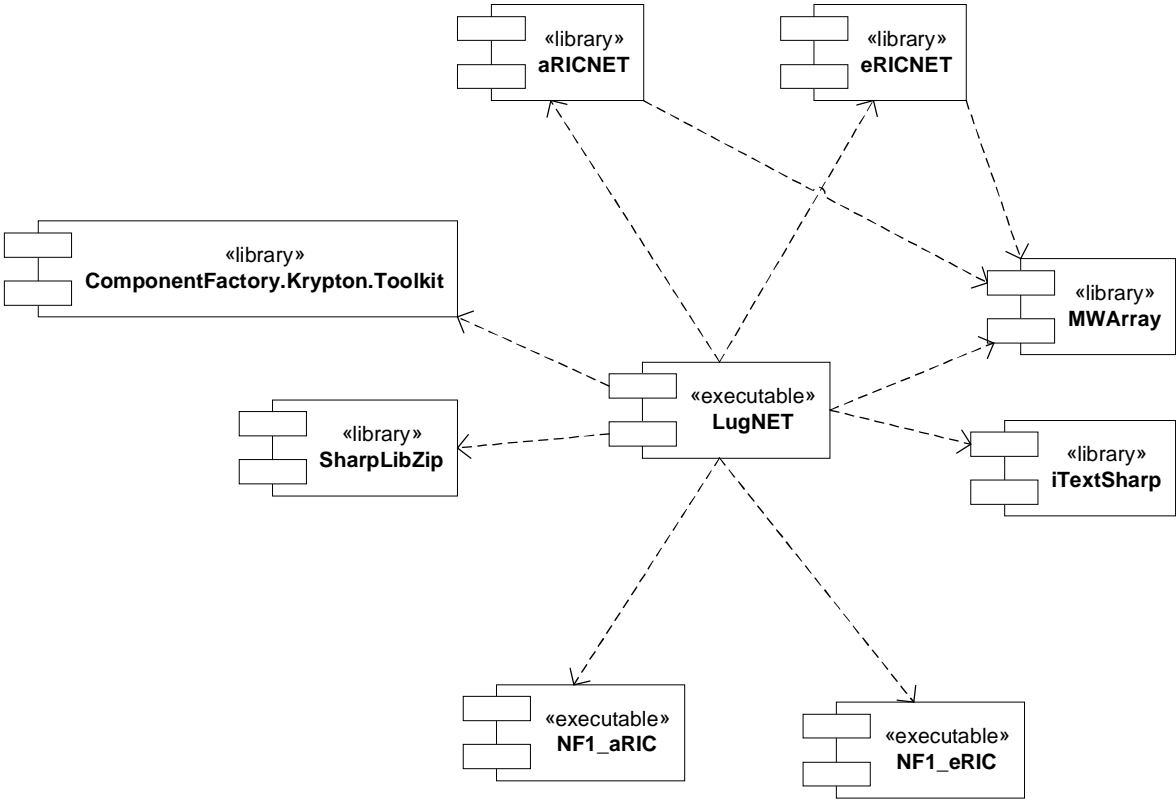 «library»
aRICNET
«library»
eRICNET
«library»
ComponentFactory.Krypton.Toolkit
«library»
MWArray
«executable»
LugNET
«library»
SharpLibZip
«library»
iTextSharp
«executable»
NF1_aRIC
«executable»
NF1_eRIC